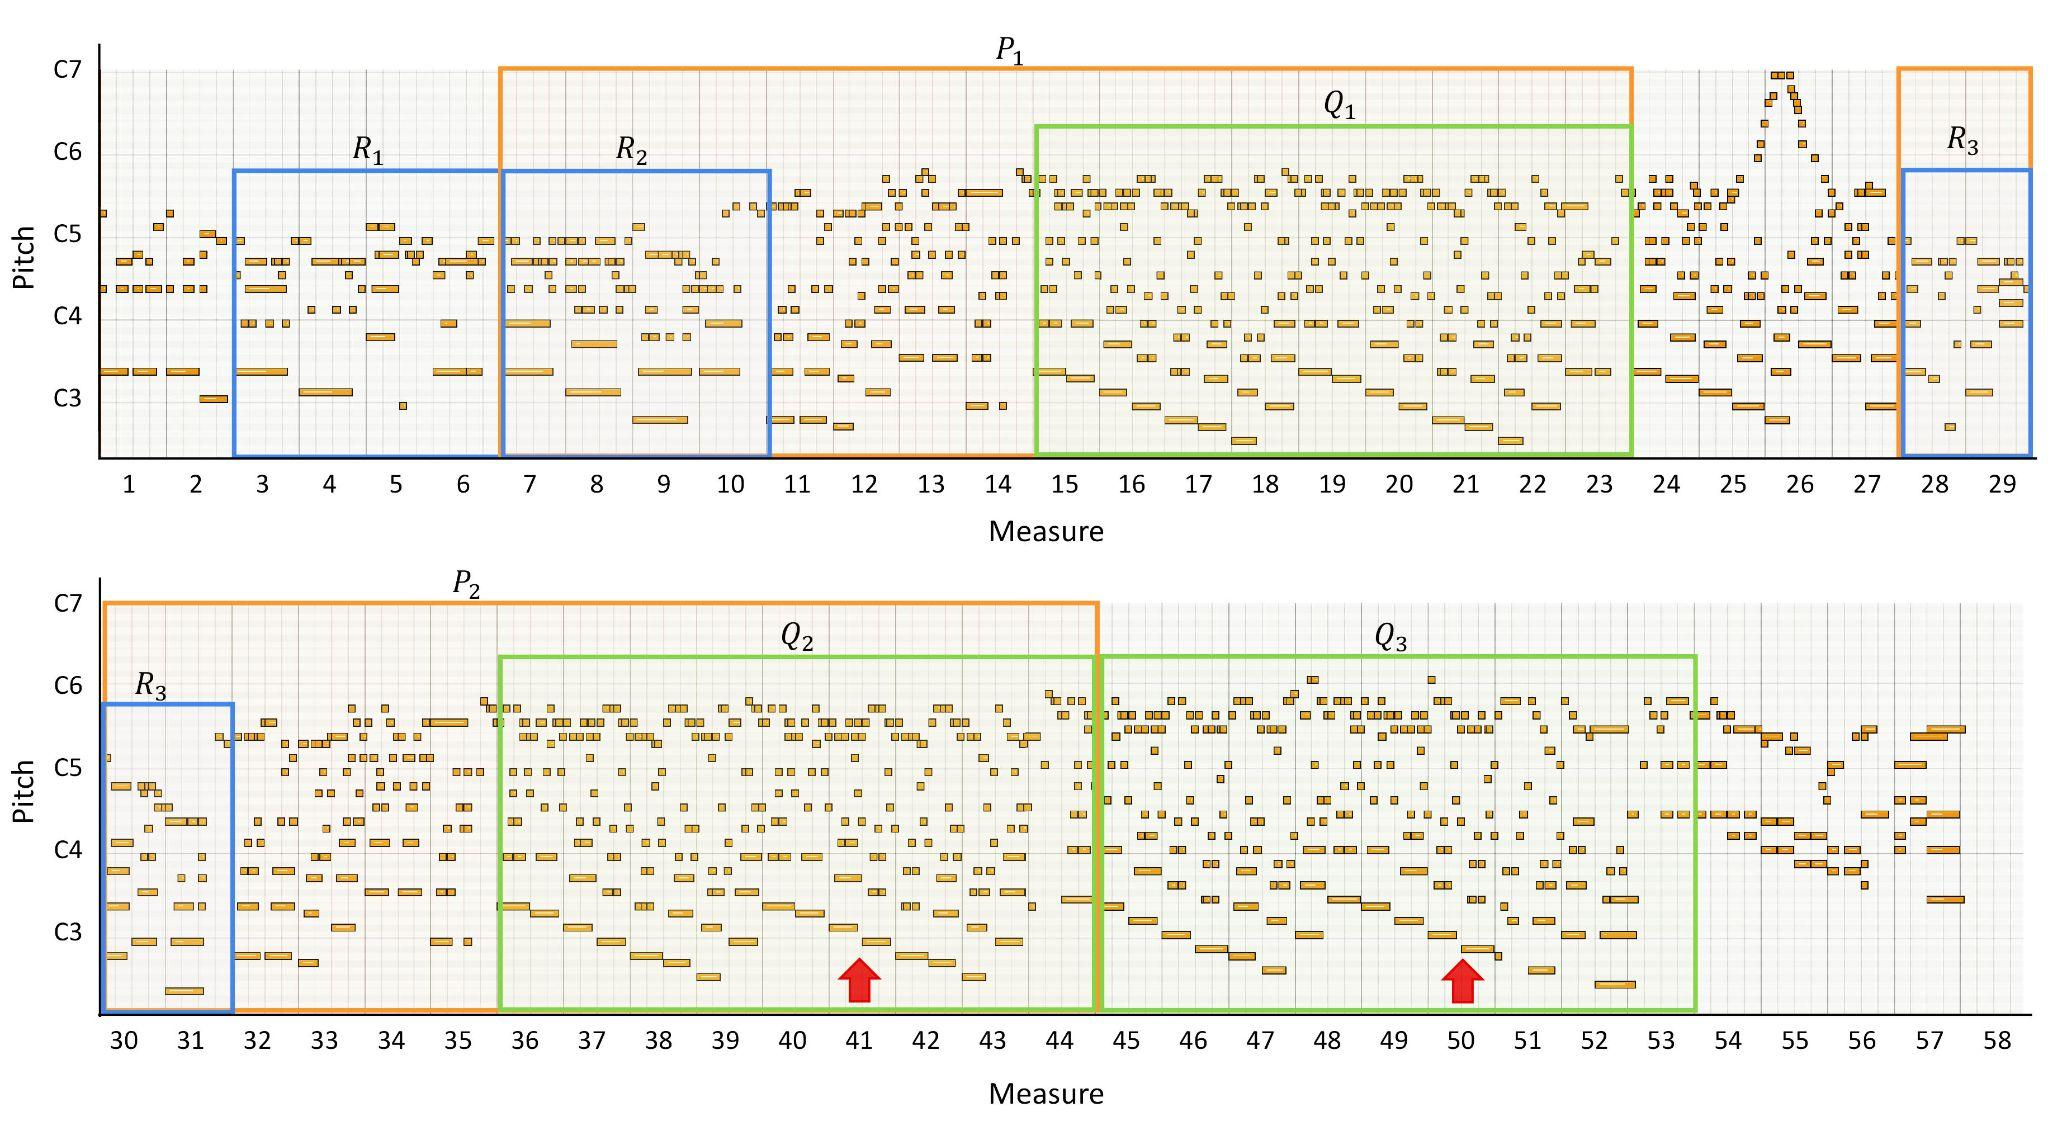 P1
C7
Q1
C6
R1
R2
R3
C5
Pitch
C4
C3
1 2 3 4 5 6 7 8 9 10 11 12 13 14 15 16 17 18 19 20 21 22 23 24 25 26 27 28 29
Measure
P2
C7
Q2
Q3
C6
R3
C5
Pitch
C4
C3
30 31 32 33 34 35 36 37 38 39 40 41 42 43 44 45 46 47 48 49 50 51 52 53 54 55 56 57 58
Measure